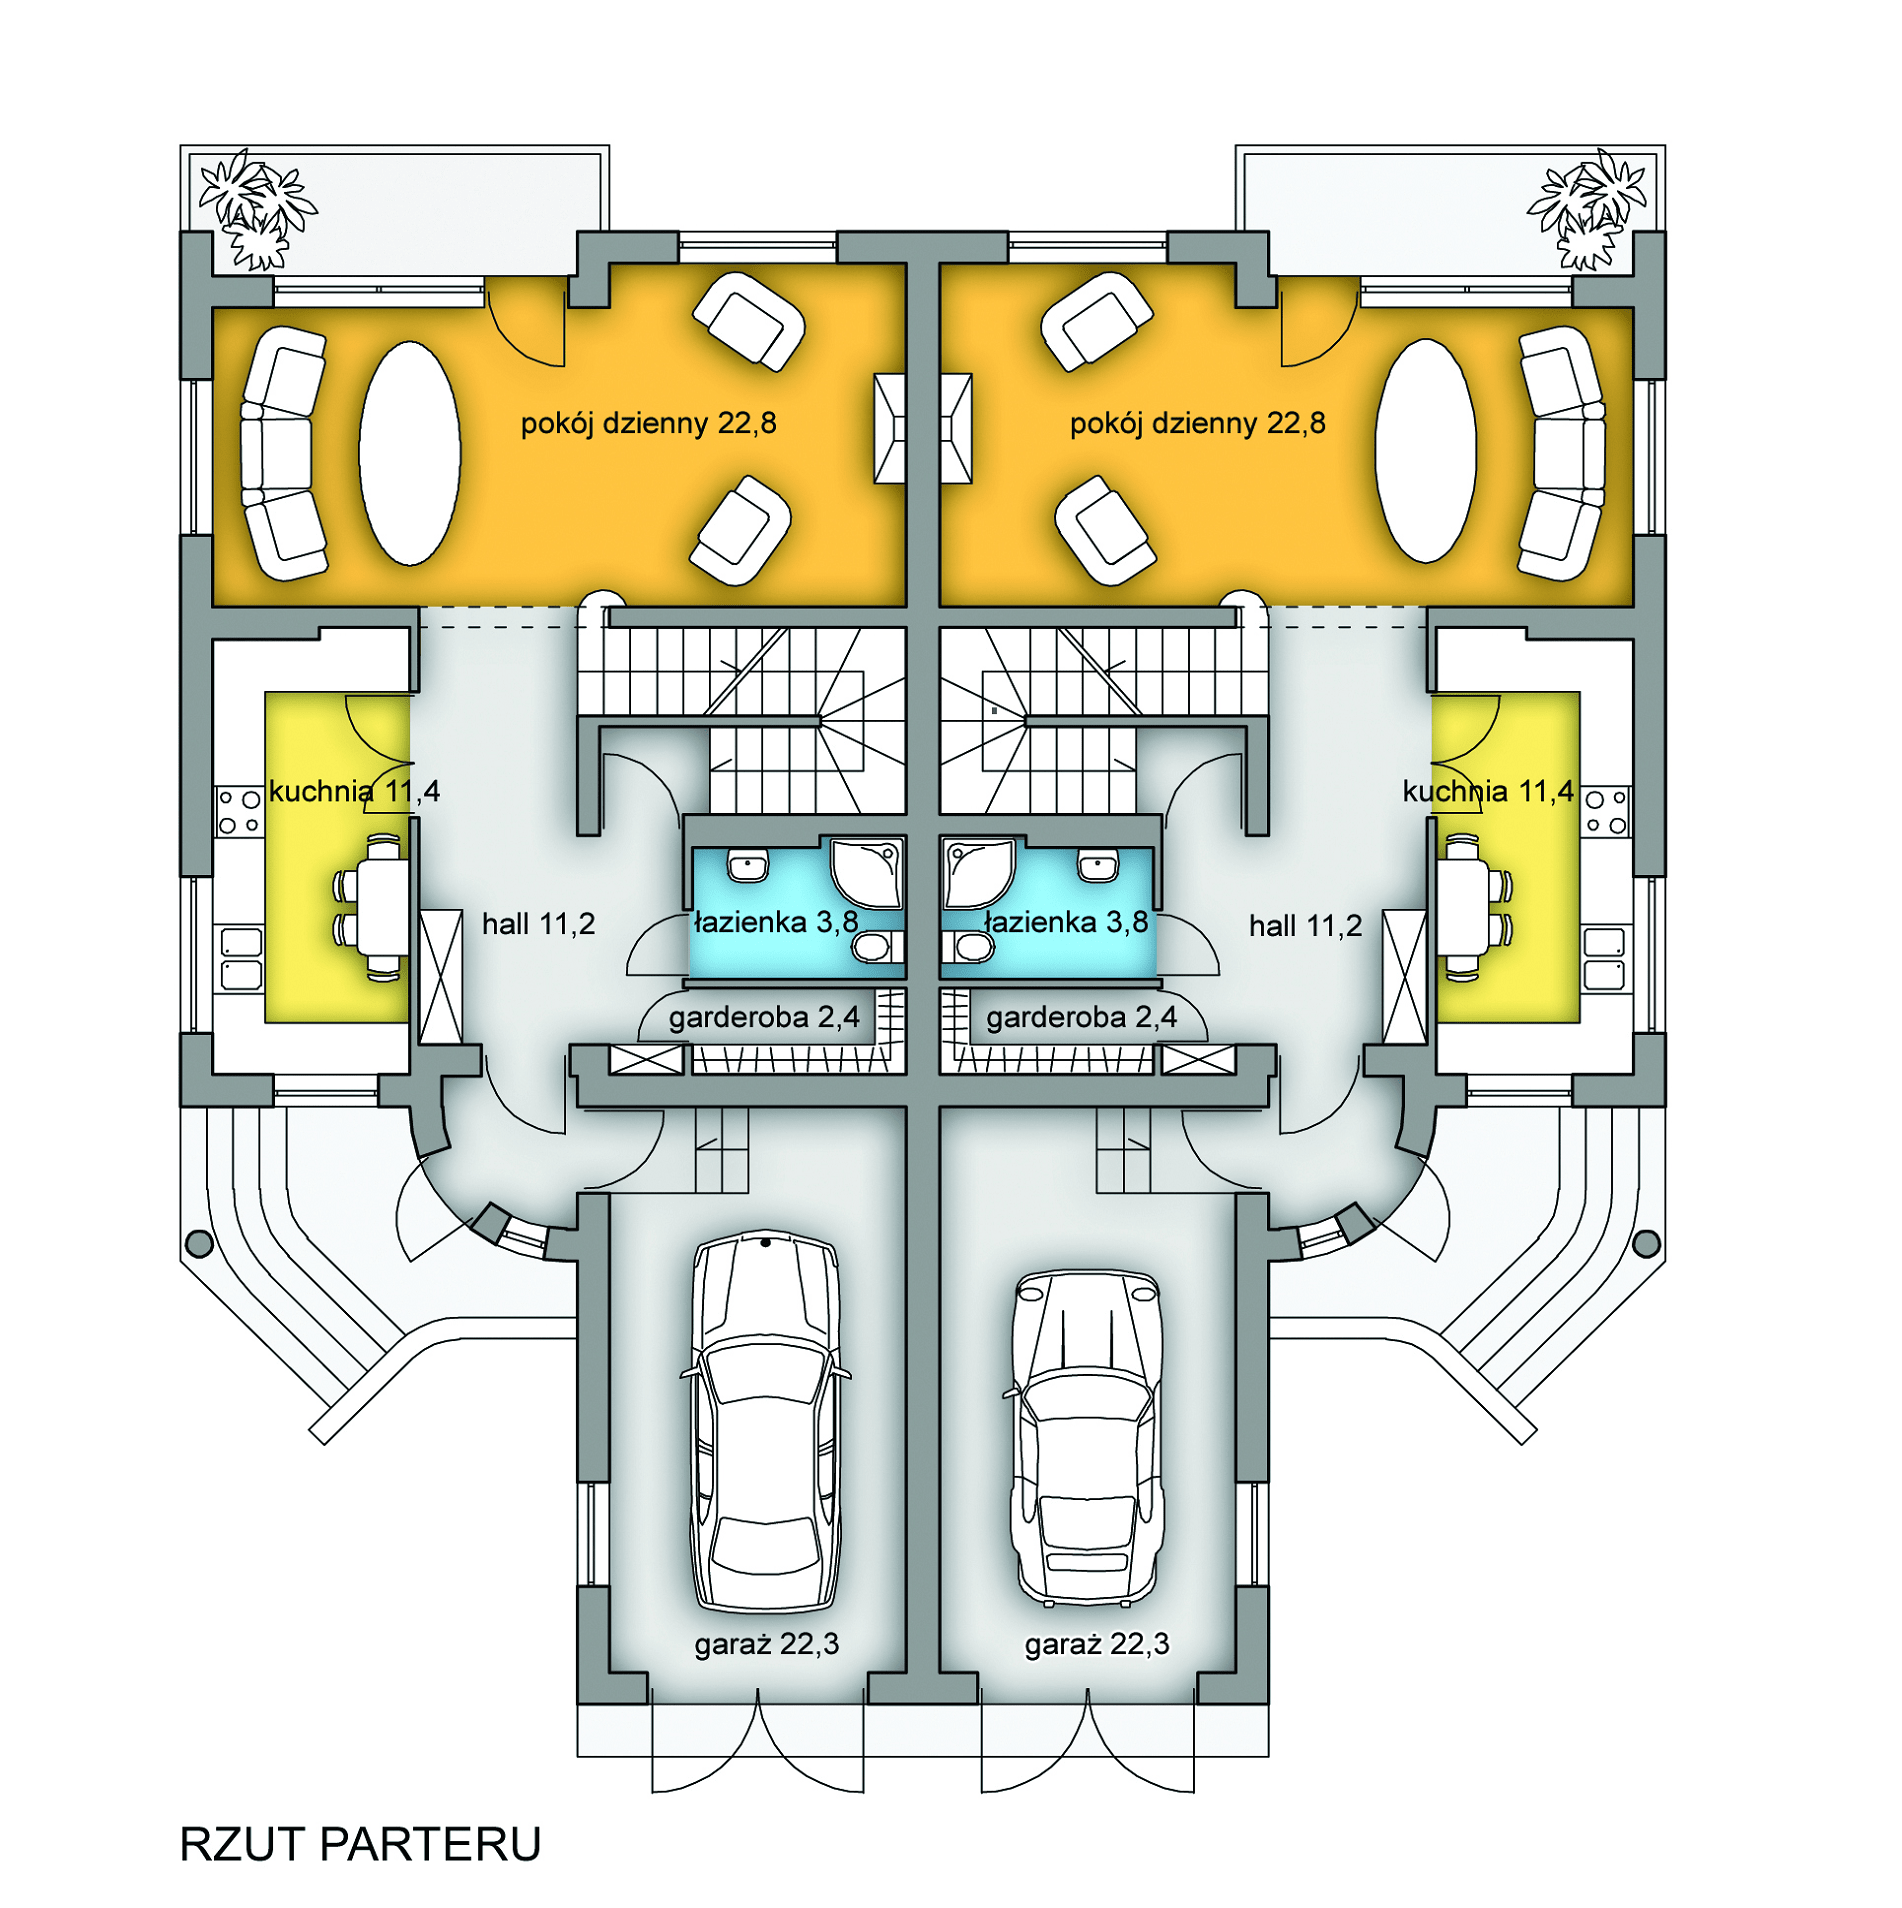 pokój dzienny 22,8
pokój dzienny 22,8
kuchnia 11,4
kuchnia 11,4
hall 11,2
łazienka 3,8
łazienka 3,8
hall 11,2
garderoba 2,4
garderoba 2,4
garaż 22,3
garaż 22,3
RZUT PARTERU